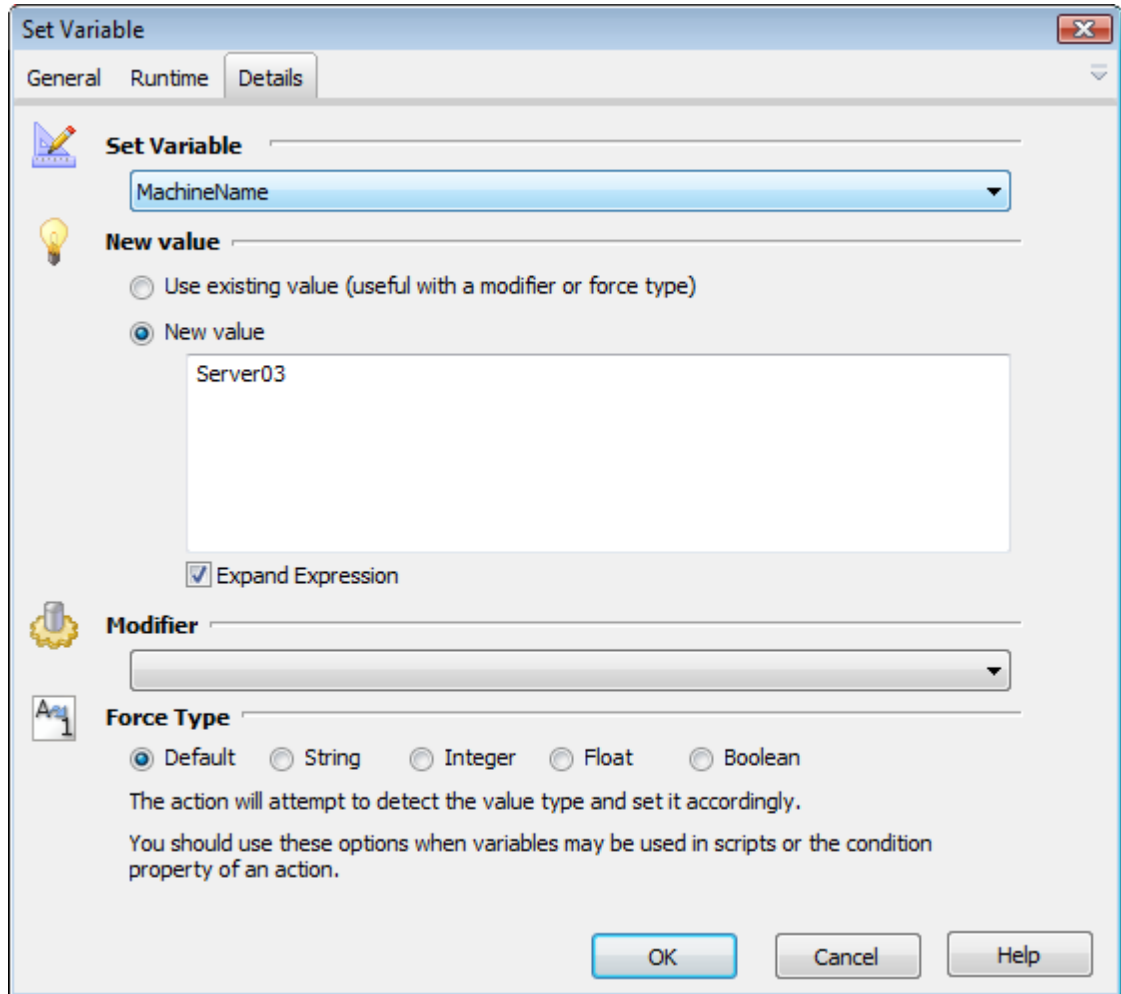 Set Variable
General Runtime Details
Set Variable
MachineName
New value
Use existing value (useful with a modifier or force type)
New value
Server03
Expand Expression
Modifier
Force Type
Default String Integer Float Boolean
The action will attempt to detect the value type and set it accordingly.
You should use these options when variables may be used in scripts or the condition
property of an action.
OK Cancel Help